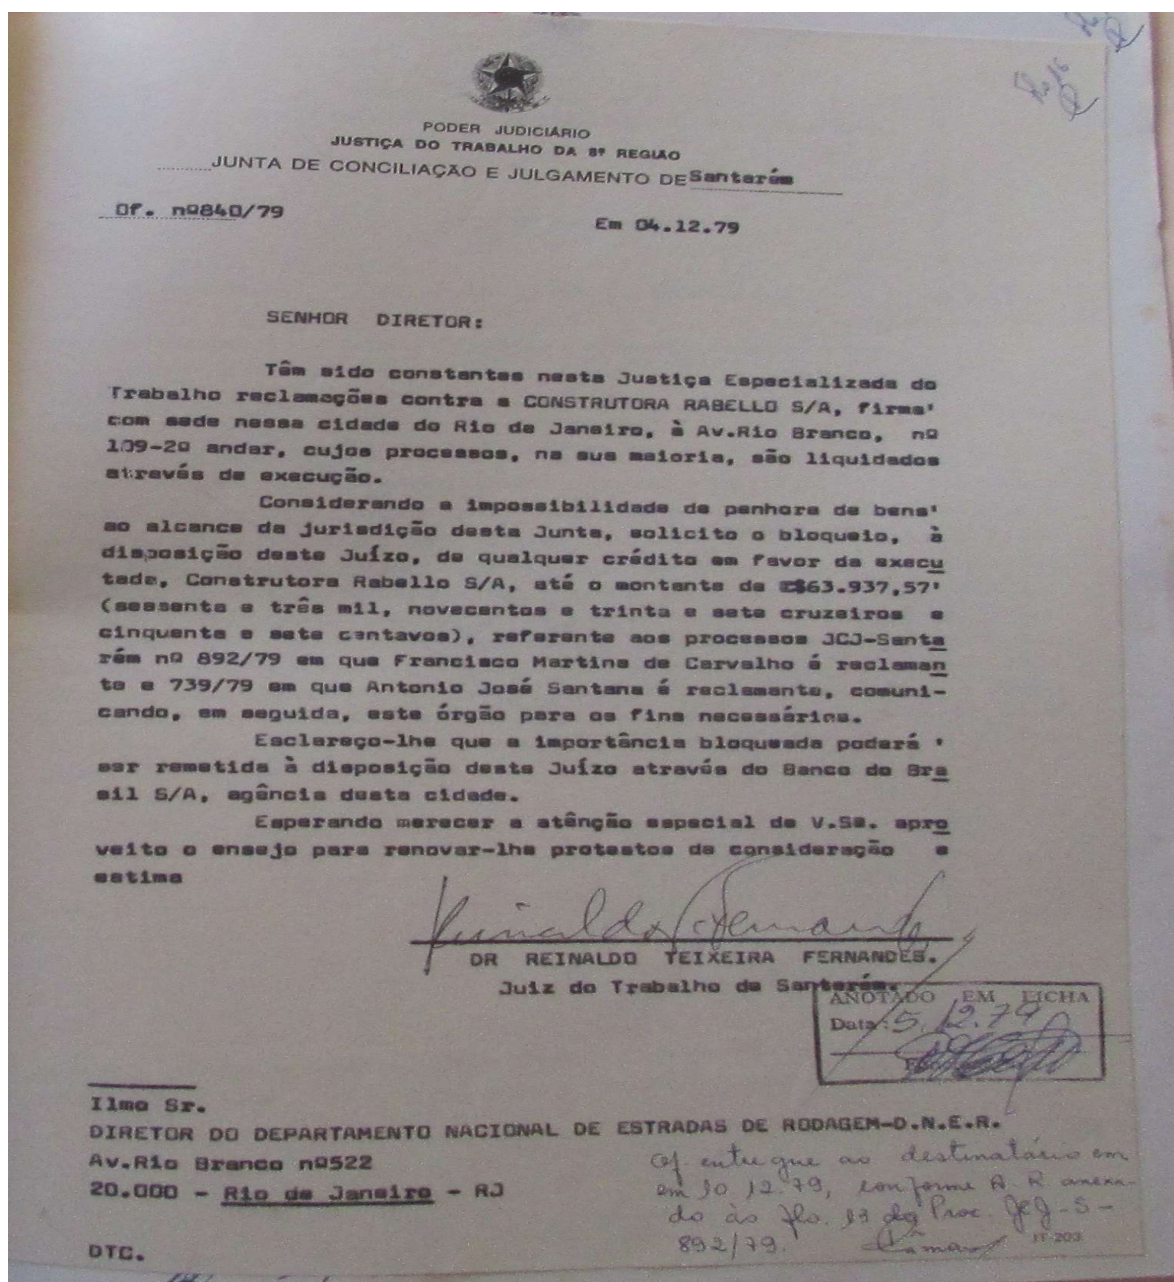 PODER JUDICIÁRIO
JUSTIÇA DO TRABALHO DA 8ª REGIÃO
JUNTA DE CONCILIAÇÃO E JULGAMENTO DE Santarém
Of. nº840/79
Em 04.12.79
SENHOR DIRETOR:
Têm sido constantes nesta Justiça Especializada do
Trabalho reclamações contra a CONSTRUTORA RABELLO S/A, firma'
com sede nessa cidade do Rio de Janeiro, à Av.Rio Branco, nº
109-2º andar, cujos processos, na sua maioria, são liquidados
através de execução.
Considerando a impossibilidade de penhora de bens'
ao alcance da jurisdição desta Junta, solicito o bloqueio, à
disposição deste Juízo, de qualquer crédito em favor da execu
tada, Construtora Rabello S/A, até o montante de C$63.937,57'
(sessenta e três mil, novecentos e trinta e sete cruzeiros e
cinquenta e sete centavos), referente aos processos JCJ-Santa
rém nº 892/79 em que Francisco Martins de Carvalho é reclaman
te e 739/79 em que Antonio José Santana é reclamante, comuni-
cando, em seguida, este órgão para os fins necessários.
Esclareço-lhe que a importância bloqueada poderá '
ser remetida à disposição deste Juízo através do Banco do Bra
sil S/A, agência desta cidade.
Esperando merecer a atênção especial de V.Sª. apro
veito o ensejo para renovar-lhe protestos de consideração e
estima
DR REINALDO TEIXEIRA FERNANDES.
Juiz do Trabalho de Santarém.
ANOTADO EM FICHA
Data: 5.12.79
Ilmo Sr.
DIRETOR DO DEPARTAMENTO NACIONAL DE ESTRADAS DE RODAGEM-D.N.E.R.
Av.Rio Branco nº522
20.000 - Rio de Janeiro - RJ
Of entregue ao destinatário em
em 10.12.79, conforme A.R anexa-
do às fls. 13 do Proc. JCJ-S-
892/79.
JT-203
DTC.